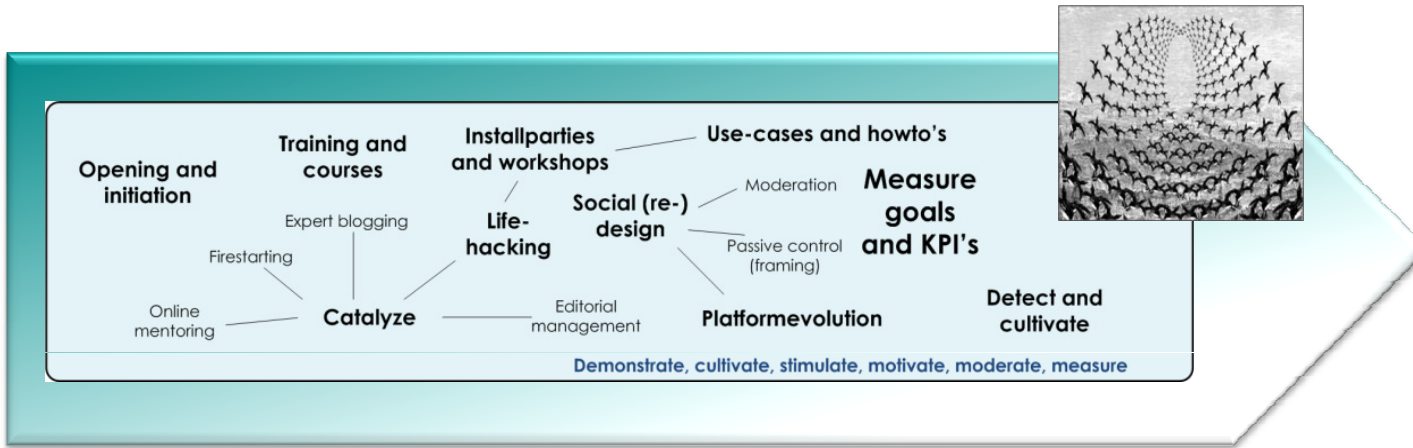 Opening and
initiation
Training and
courses
Installparties
and workshops
Use-cases and howto's
Life-
hacking
Social (re-)
design
Moderation
Measure
goals
and KPI's
Expert blogging
Firestarting
Passive control
(framing)
Online
mentoring
Catalyze
Editorial
management
Platformevolution
Detect and
cultivate
Demonstrate, cultivate, stimulate, motivate, moderate, measure